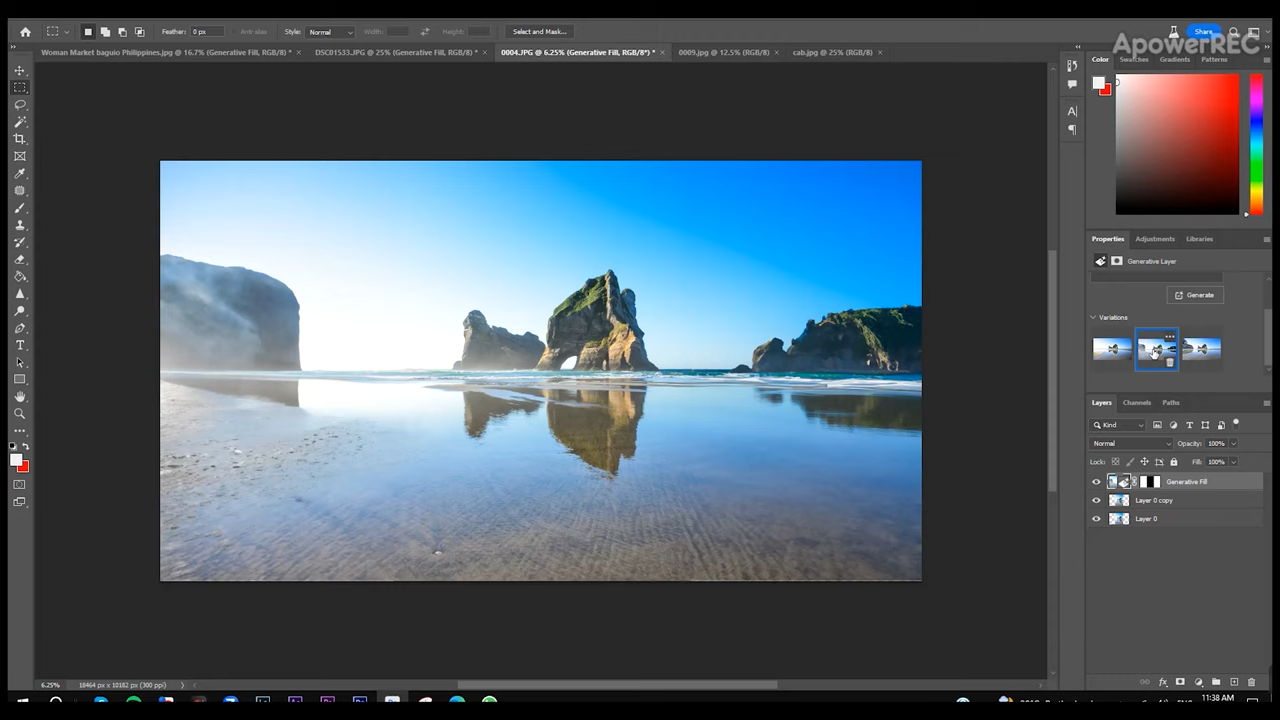 Feather: 0 px Anti-alias Style: Normal Width: Height: Select and Mask... Share
ApowerREC
Woman Market baguio Philippines.jpg @ 16.7% (Generative Fill, RGB/8) * × DSC01533.JPG @ 25% (Generative Fill, RGB/8) * × 0004.JPG @ 6.25% (Generative Fill, RGB/8*) * × 0009.jpg @ 12.5% (RGB/8) × cab.jpg @ 25% (RGB/8) ×
Color Swatches Gradients Patterns
Properties Adjustments Libraries
Generative Layer
Generate
Variations
Layers Channels Paths
Kind
Normal Opacity: 100%
Lock: Fill: 100%
Generative Fill
Layer 0 copy
Layer 0
6.25% 18464 px x 10182 px (300 ppi)
11:38 AM